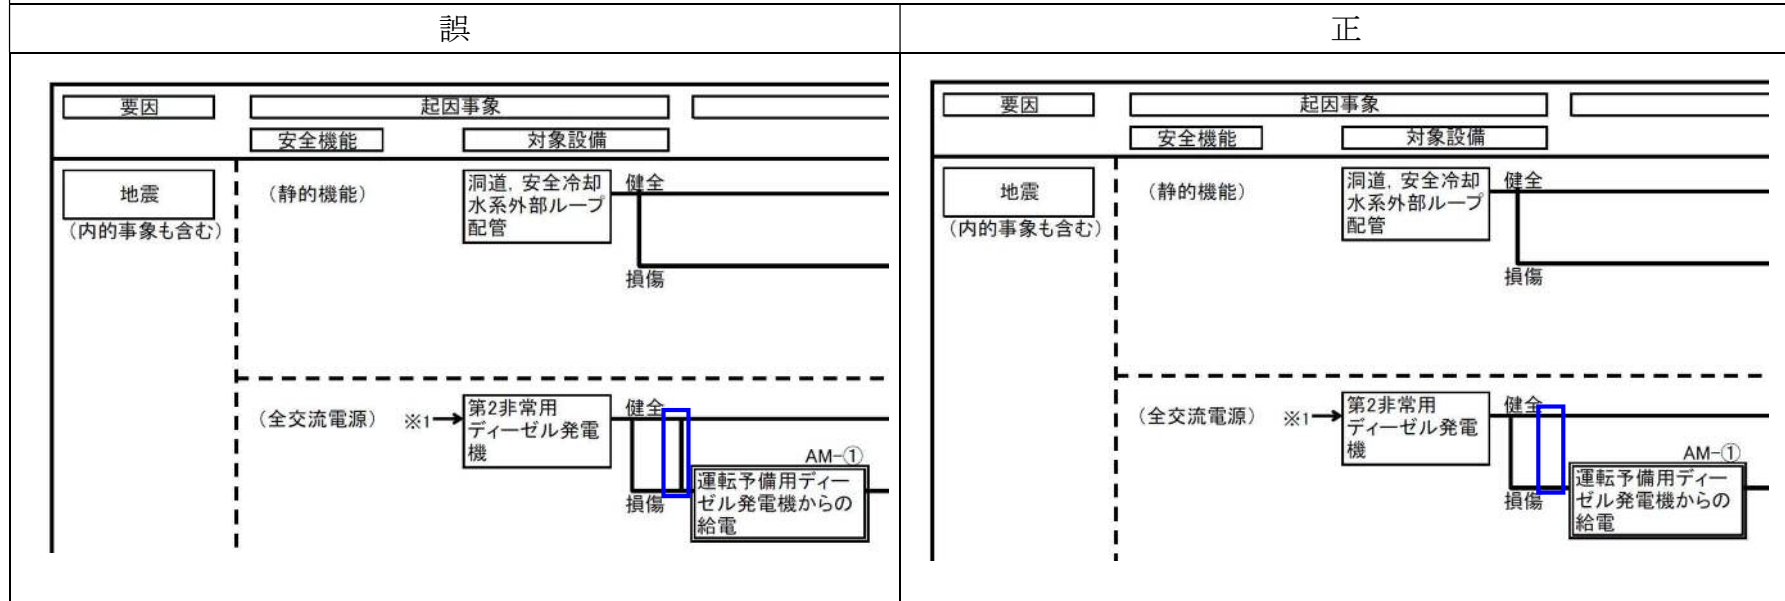 誤
正
要因
起因事象
安全機能
対象設備
地震
(内的事象も含む)
(静的機能)
洞道，安全冷却
水系外部ループ
配管
健全
損傷
(全交流電源)
※1
第2非常用
ディーゼル発電
機
健全
損傷
AM-①
運転予備用ディー
ゼル発電機からの
給電
要因
起因事象
安全機能
対象設備
地震
(内的事象も含む)
(静的機能)
洞道，安全冷却
水系外部ループ
配管
健全
損傷
(全交流電源)
※1
第2非常用
ディーゼル発電
機
健全
損傷
AM-①
運転予備用ディー
ゼル発電機からの
給電